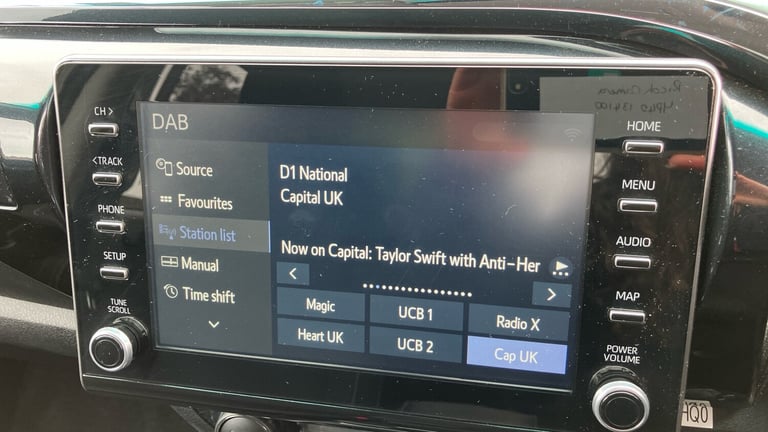 CH >
< TRACK
PHONE
SETUP
TUNE
SCROLL
DAB
Source
Favourites
Station list
Manual
Time shift
D1 National
Capital UK
Now on Capital: Taylor Swift with Anti-Her
Magic
UCB 1
Radio X
Heart UK
UCB 2
Cap UK
HOME
MENU
AUDIO
MAP
POWER
VOLUME
HQ0